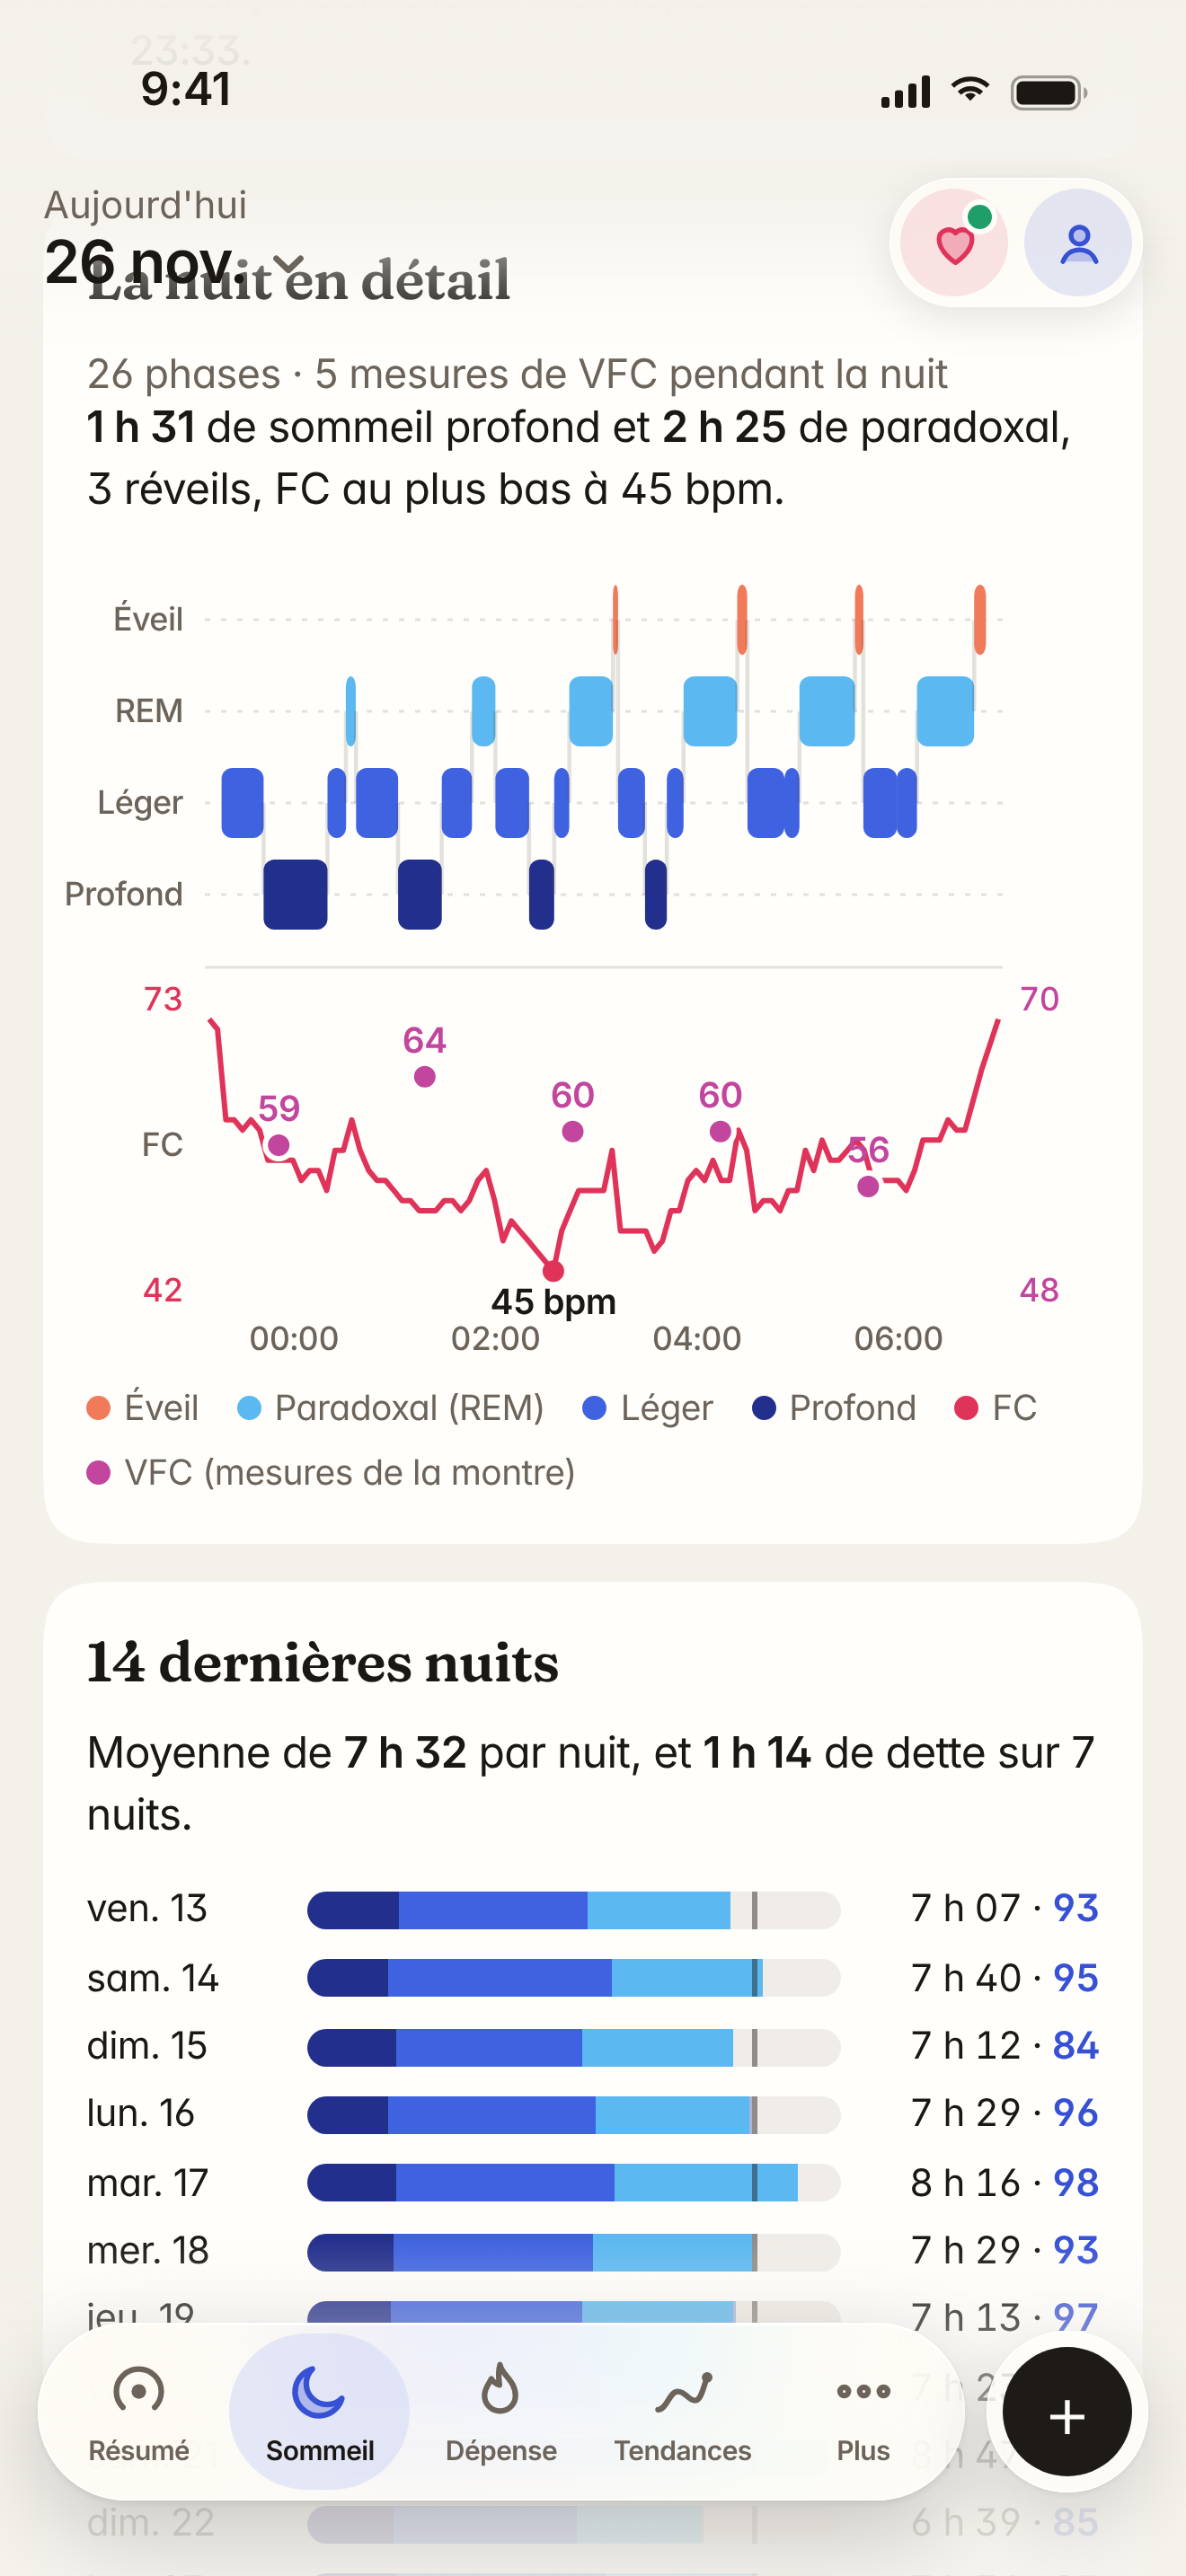 23:33.
9:41
Aujourd'hui
26 nov.
La nuit en détail
26 phases · 5 mesures de VFC pendant la nuit
1 h 31 de sommeil profond et 2 h 25 de paradoxal,
3 réveils, FC au plus bas à 45 bpm.
Éveil
REM
Léger
Profond
73
70
64
59
60
60
56
FC
42
48
45 bpm
00:00 02:00 04:00 06:00
Éveil Paradoxal (REM) Léger Profond FC
VFC (mesures de la montre)
14 dernières nuits
Moyenne de 7 h 32 par nuit, et 1 h 14 de dette sur 7
nuits.
ven. 13 7 h 07 · 93
sam. 14 7 h 40 · 95
dim. 15 7 h 12 · 84
lun. 16 7 h 29 · 96
mar. 17 8 h 16 · 98
mer. 18 7 h 29 · 93
jeu. 19 7 h 13 · 97
Résumé Sommeil Dépense Tendances Plus
dim. 22 6 h 39 · 85